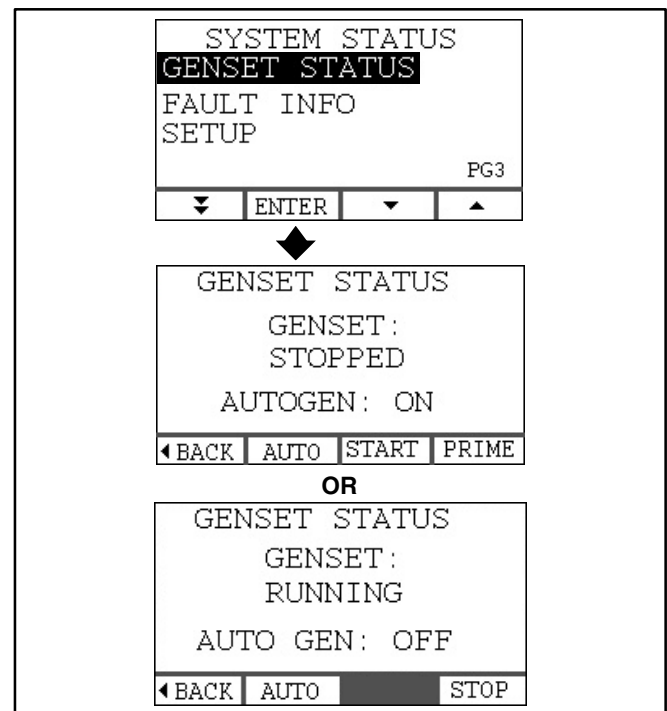 SYSTEM STATUS
GENSET STATUS
FAULT INFO
SETUP
PG3
ENTER
GENSET STATUS
GENSET:
STOPPED
AUTOGEN: ON
BACK AUTO START PRIME
OR
GENSET STATUS
GENSET:
RUNNING
AUTO GEN: OFF
BACK AUTO STOP